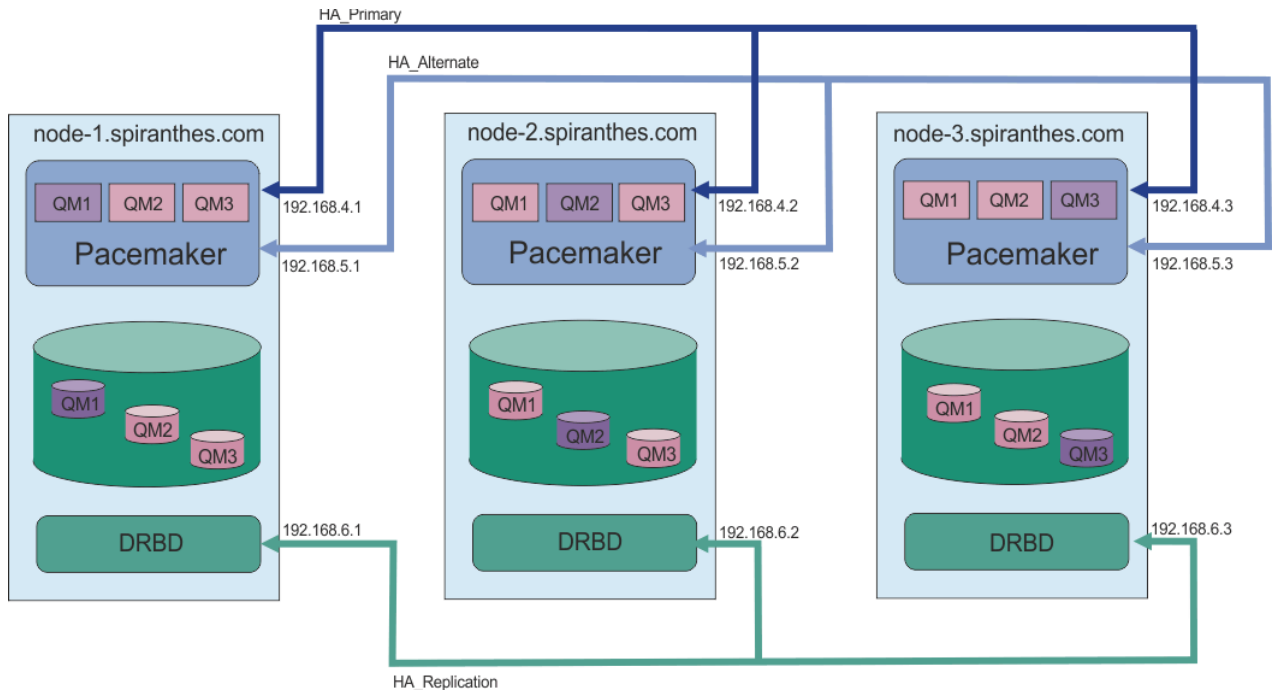 HA_Primary
HA_Alternate
node-1.spiranthes.com
QM1 QM2 QM3
Pacemaker
192.168.4.1
192.168.5.1
QM1
QM2
QM3
DRBD
192.168.6.1
node-2.spiranthes.com
QM1 QM2 QM3
Pacemaker
192.168.4.2
192.168.5.2
QM1
QM2
QM3
DRBD
192.168.6.2
node-3.spiranthes.com
QM1 QM2 QM3
Pacemaker
192.168.4.3
192.168.5.3
QM1
QM2
QM3
DRBD
192.168.6.3
HA_Replication